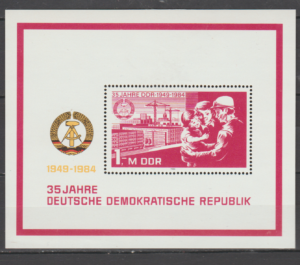 35 JAHRE DDR·1949-1984
1-M DDR
1949-1984
35 JAHRE
DEUTSCHE DEMOKRATISCHE REPUBLIK